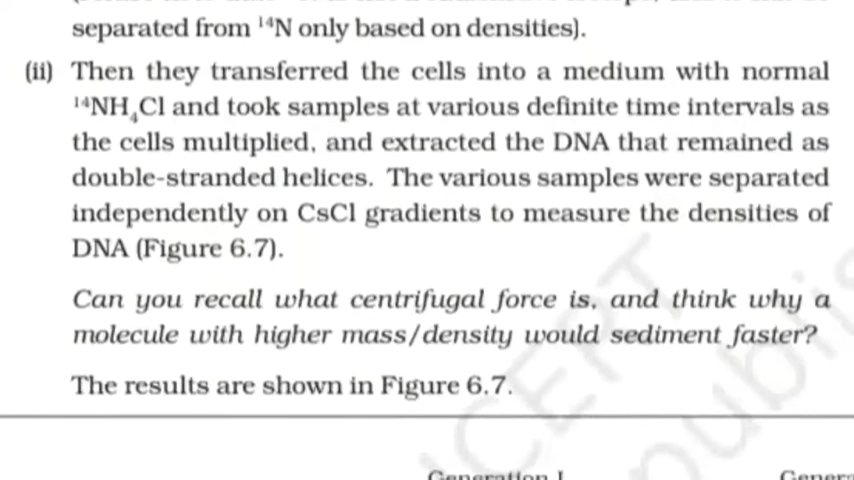 separated from ¹⁴N only based on densities).
(ii) Then they transferred the cells into a medium with normal
¹⁴NH₄Cl and took samples at various definite time intervals as
the cells multiplied, and extracted the DNA that remained as
double-stranded helices. The various samples were separated
independently on CsCl gradients to measure the densities of
DNA (Figure 6.7).
Can you recall what centrifugal force is, and think why a
molecule with higher mass/density would sediment faster?
The results are shown in Figure 6.7.
Generation I